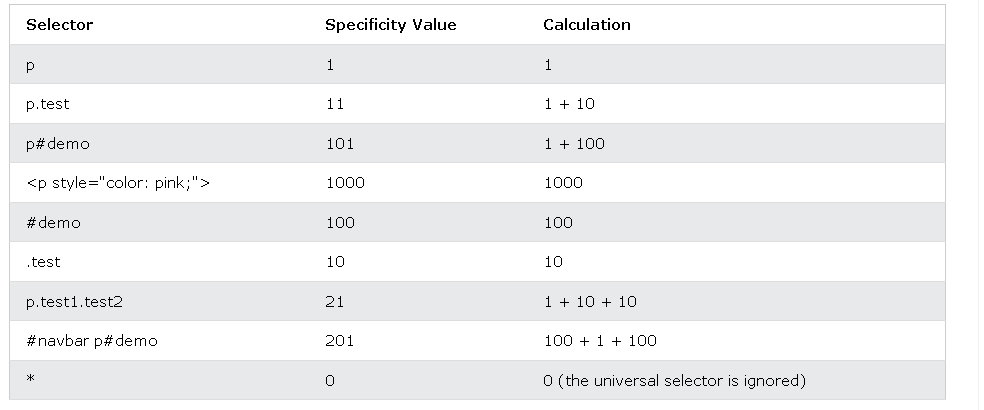 Selector Specificity Value Calculation
p 1 1
p.test 11 1 + 10
p#demo 101 1 + 100
<p style="color: pink;"> 1000 1000
#demo 100 100
.test 10 10
p.test1.test2 21 1 + 10 + 10
#navbar p#demo 201 100 + 1 + 100
* 0 0 (the universal selector is ignored)